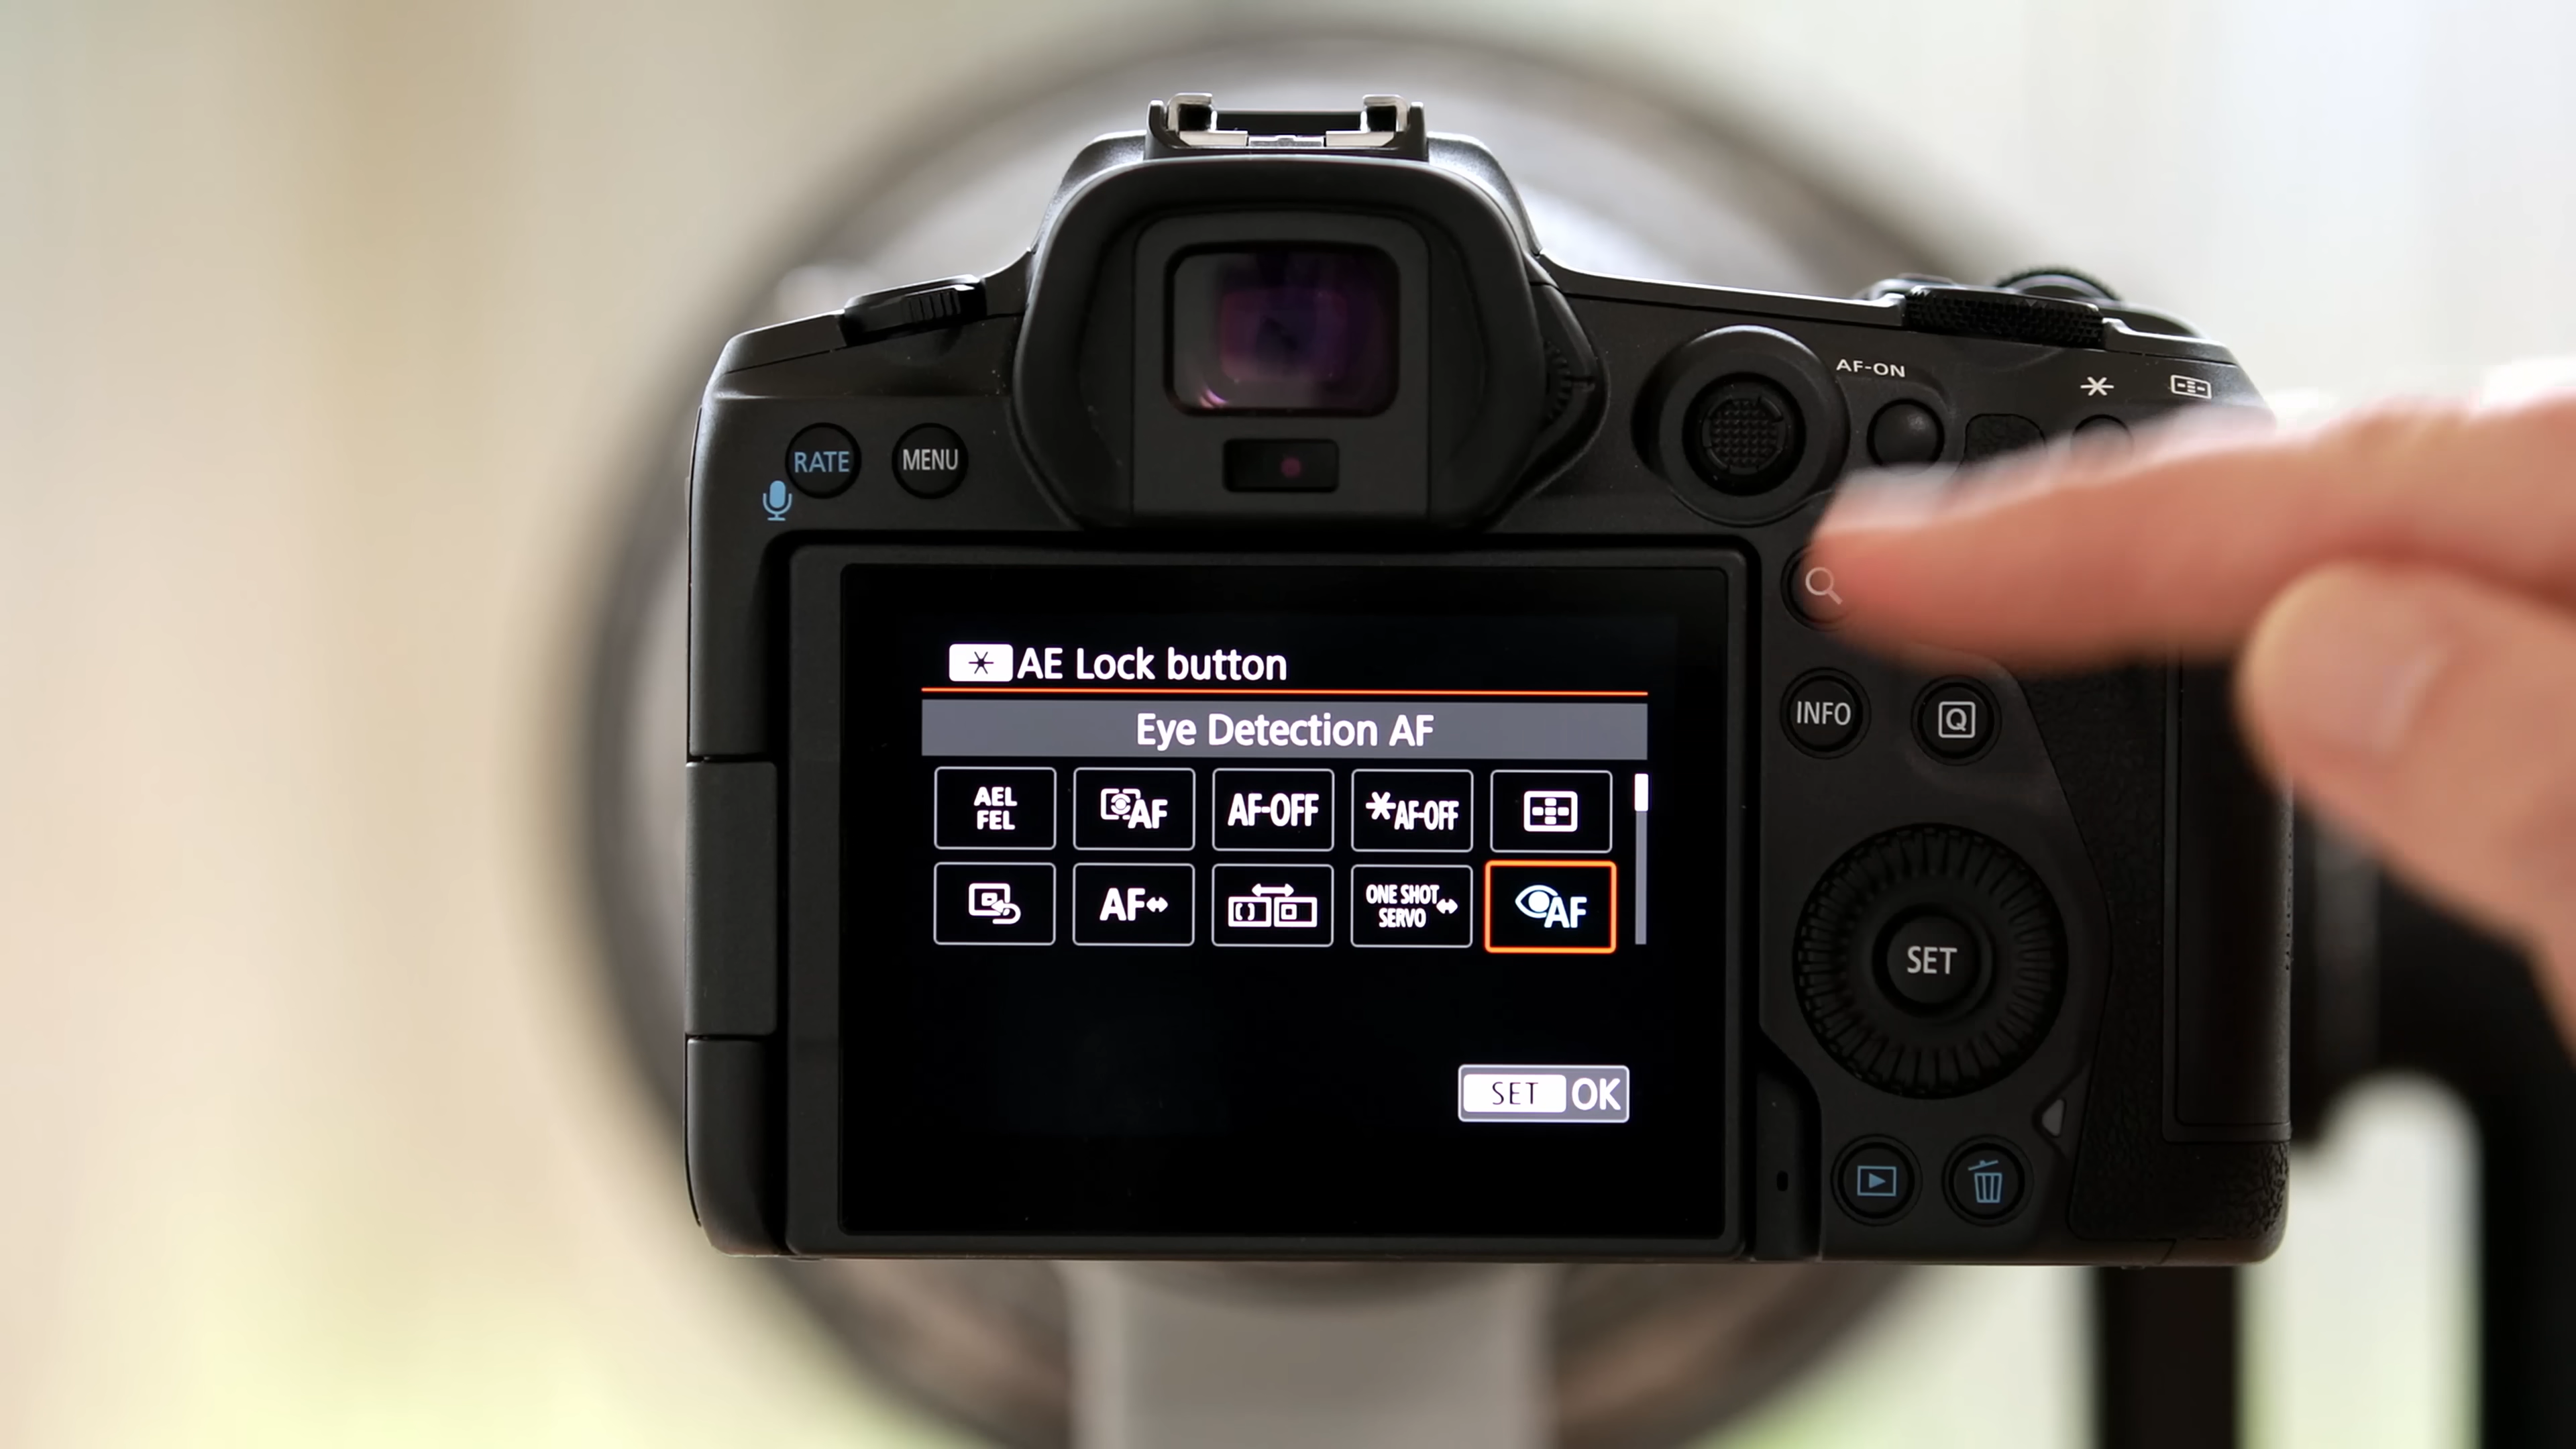 AF-ON
RATE
MENU
AE Lock button
Eye Detection AF
AEL
FEL
AF
AF-OFF
*AF-OFF
AF
ONE SHOT
SERVO
AF
SET OK
INFO
Q
SET